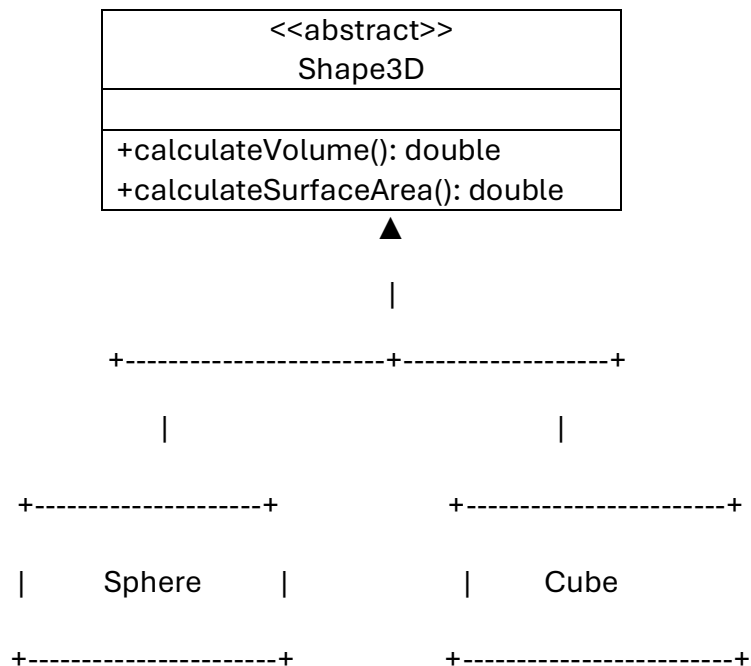 <<abstract>>
Shape3D
+calculateVolume(): double
+calculateSurfaceArea(): double
▲
|
+------------------------+-------------------+
| |
+---------------------+ +------------------------+
| Sphere | | Cube
+-----------------------+ +------------------------+